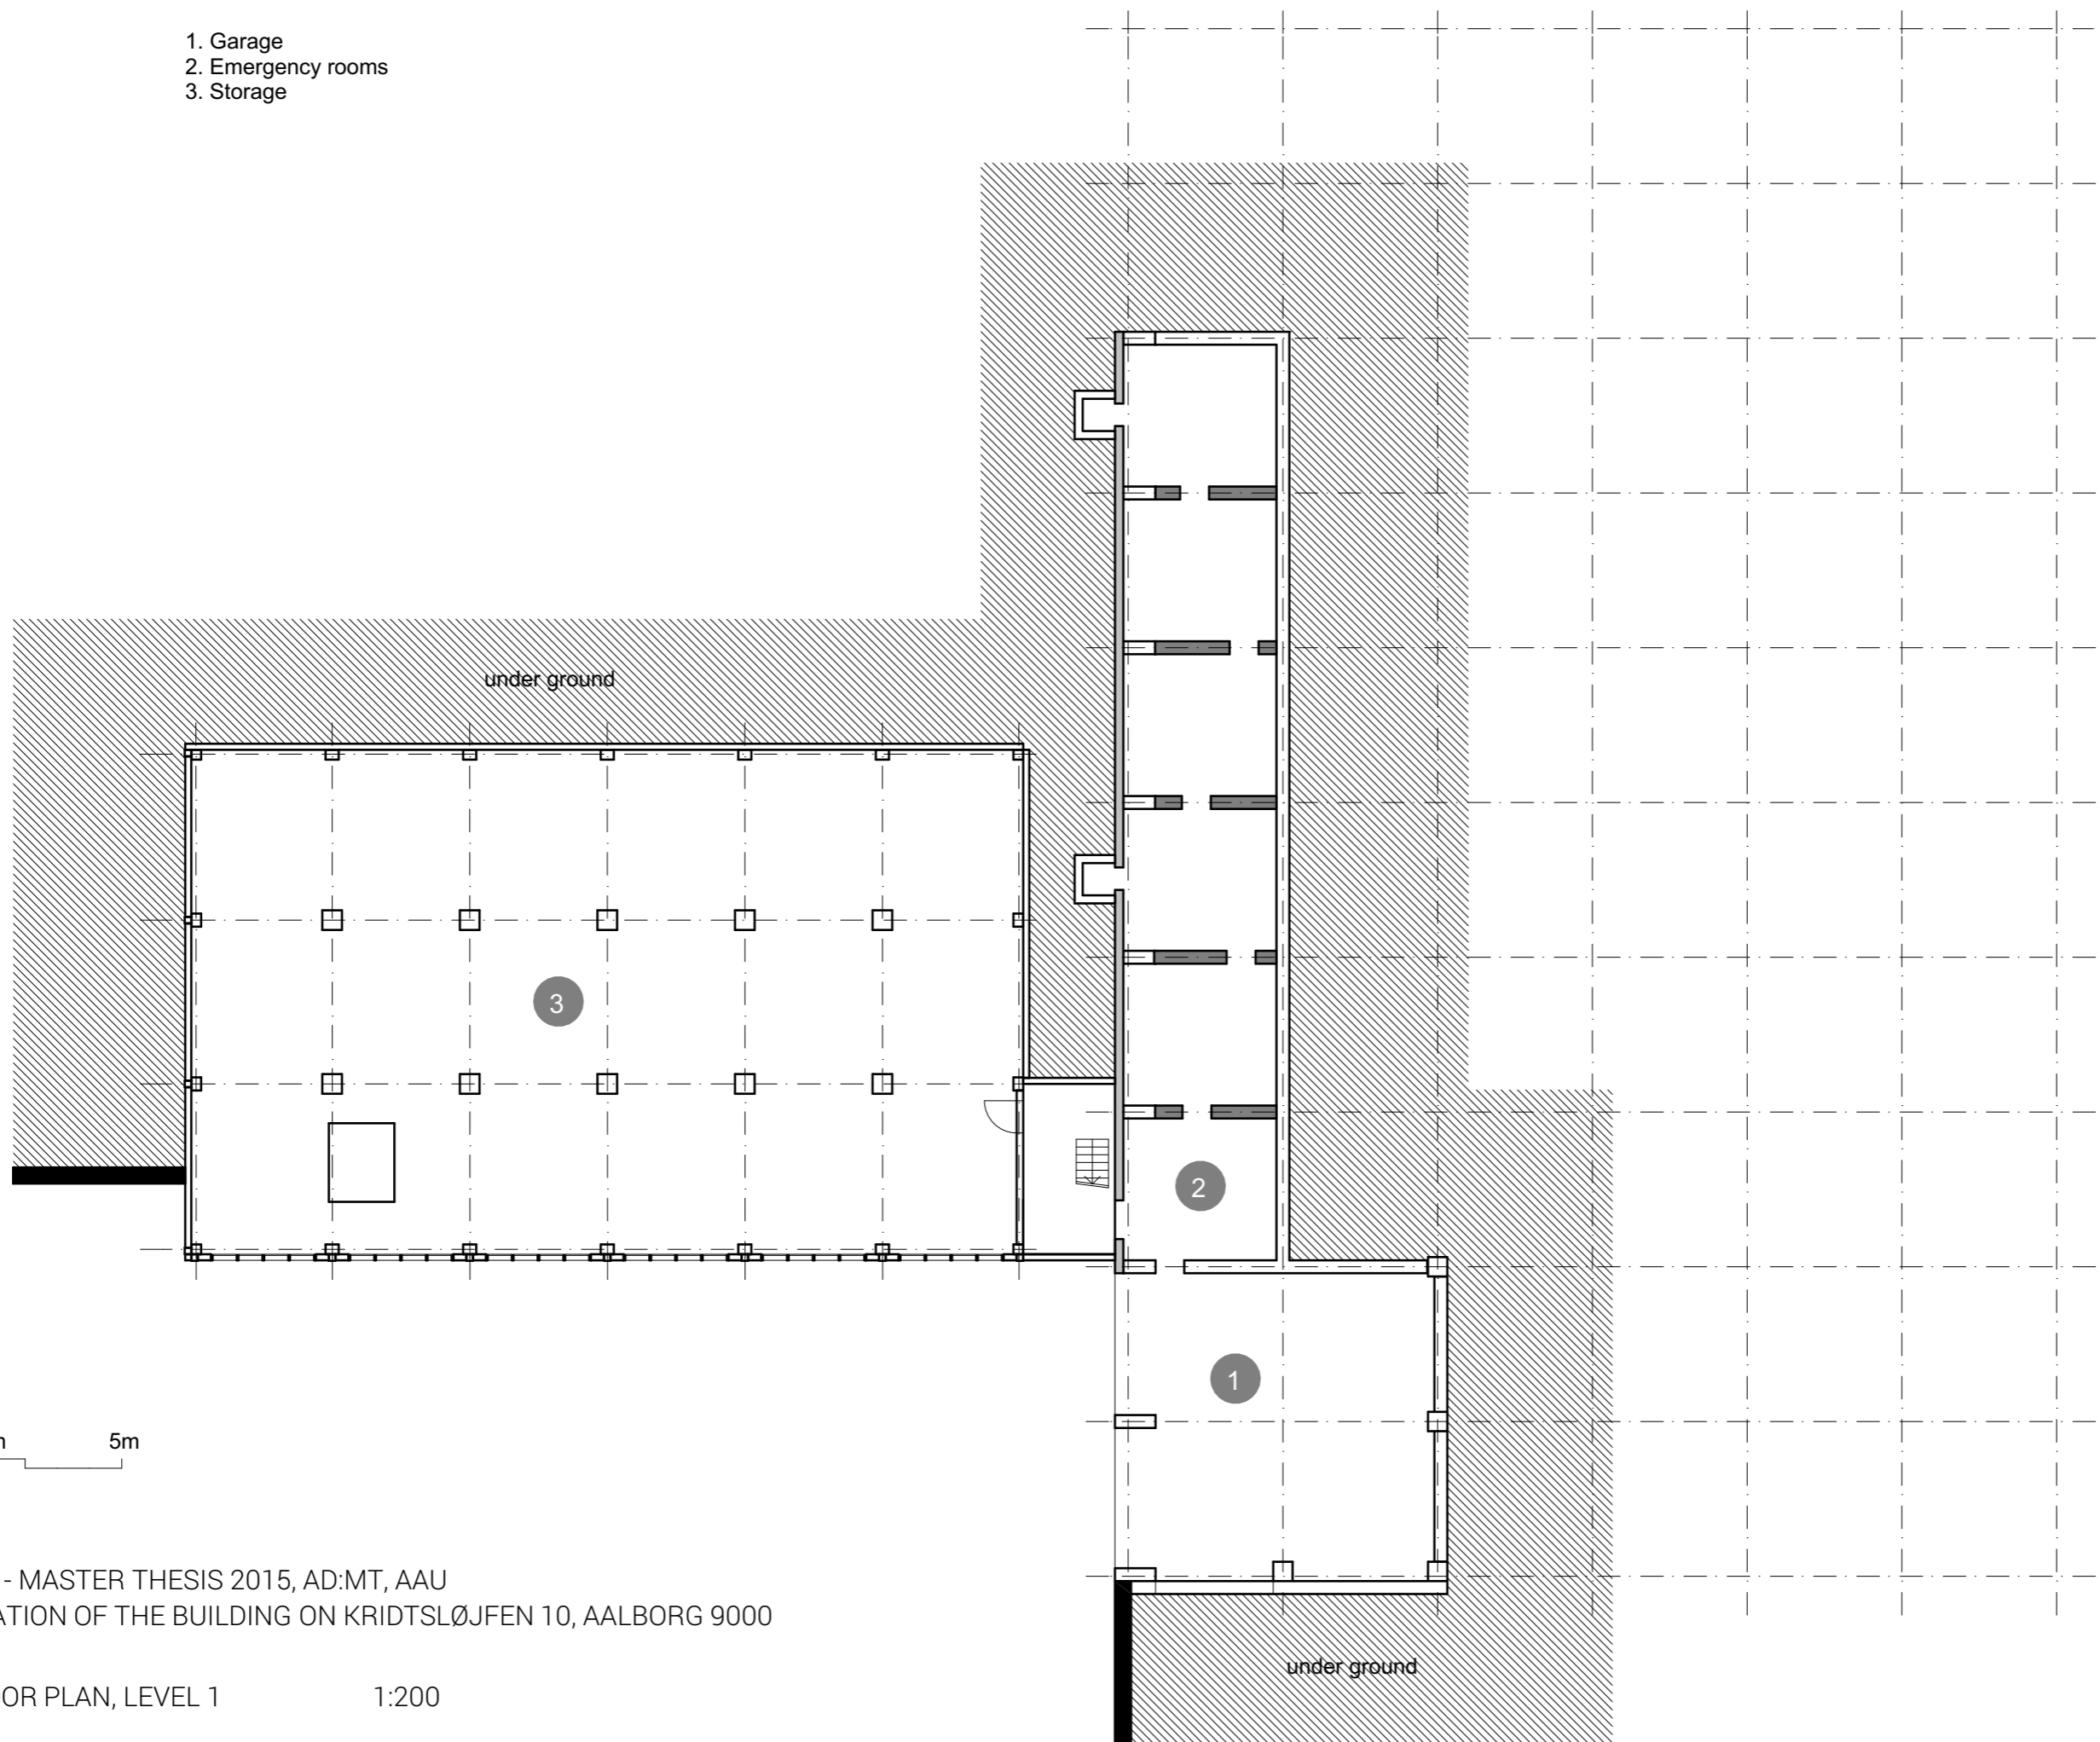 1. Garage
2. Emergency rooms
3. Storage
under ground
3
2
1
5m
- MASTER THESIS 2015, AD:MT, AAU
ATION OF THE BUILDING ON KRIDTSLØJFEN 10, AALBORG 9000
under ground
OR PLAN, LEVEL 1 1:200